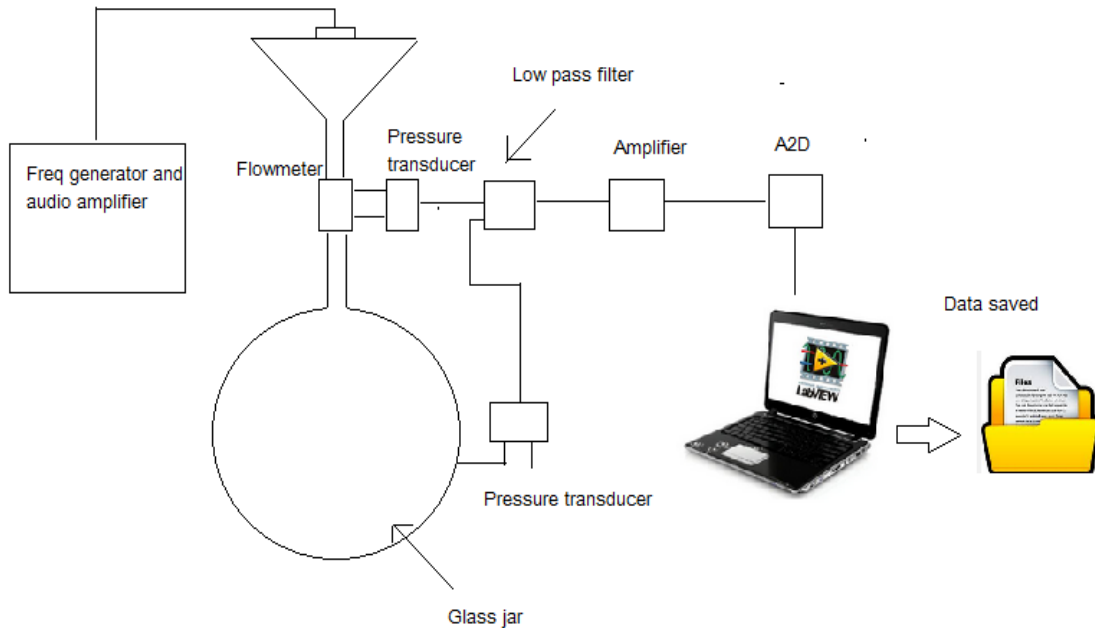 Low pass filter
Pressure
transducer
Amplifier
A2D
Freq generator and
audio amplifier
Flowmeter
Data saved
LabVIEW
Files
Pressure transducer
Glass jar